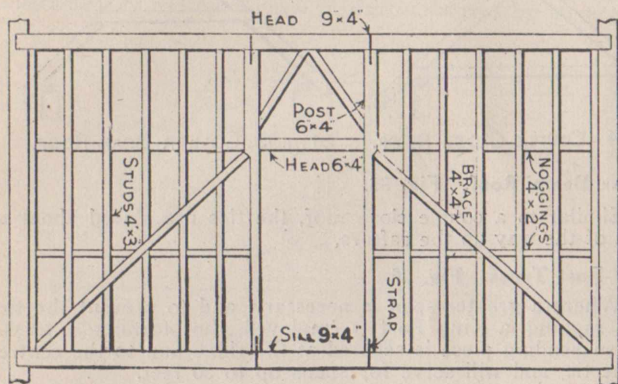 HEAD 9"×4"
POST
6"×4"
HEAD 6"-4"
STUDS 4"×3"
BRACE
4"×4"
NOGGINGS
4"×2"
STRAP
SILL 9"×4"